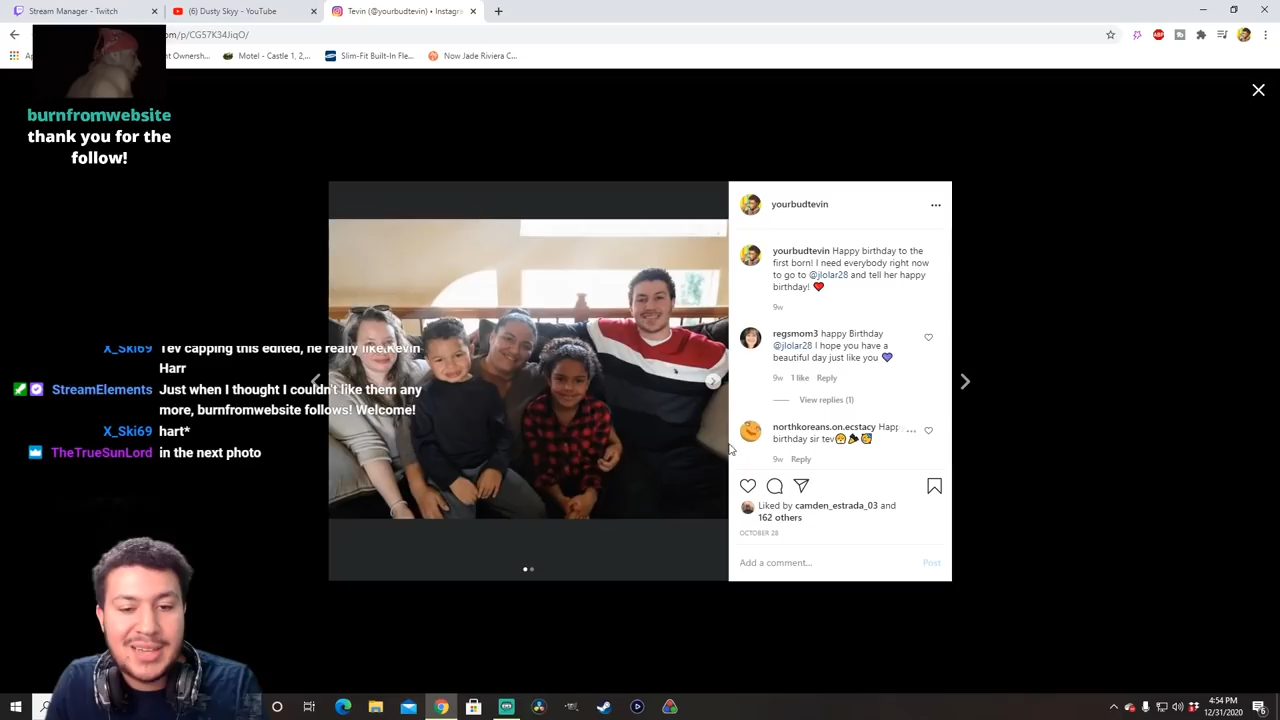 Stream Manager - Twitch
(6) Dusty Sky - YouTube
Tevin (@yourbudtevin) • Instagr
om/p/CG57K34JiqO/
nt Ownersh...
Motel - Castle 1, 2,...
Slim-Fit Built-In Fle...
Now Jade Riviera C...
burnfromwebsite
thank you for the
follow!
X_Ski69 Tev capping this edited, he really like Kevin
Harr
StreamElements Just when I thought I couldn't like them any
more, burnfromwebsite follows! Welcome!
X_Ski69 hart*
TheTrueSunLord in the next photo
yourbudtevin
yourbudtevin Happy birthday to the
first born! I need everybody right now
to go to @jlolar28 and tell her happy
birthday! ❤️
9w
regsmom3 happy Birthday
@jlolar28 I hope you have a
beautiful day just like you 💜
9w 1 like Reply
View replies (1)
northkoreans.on.ecstacy Happ
birthday sir tev
9w Reply
Liked by camden_estrada_03 and
162 others
OCTOBER 28
Add a comment... Post
4:54 PM
12/31/2020
5